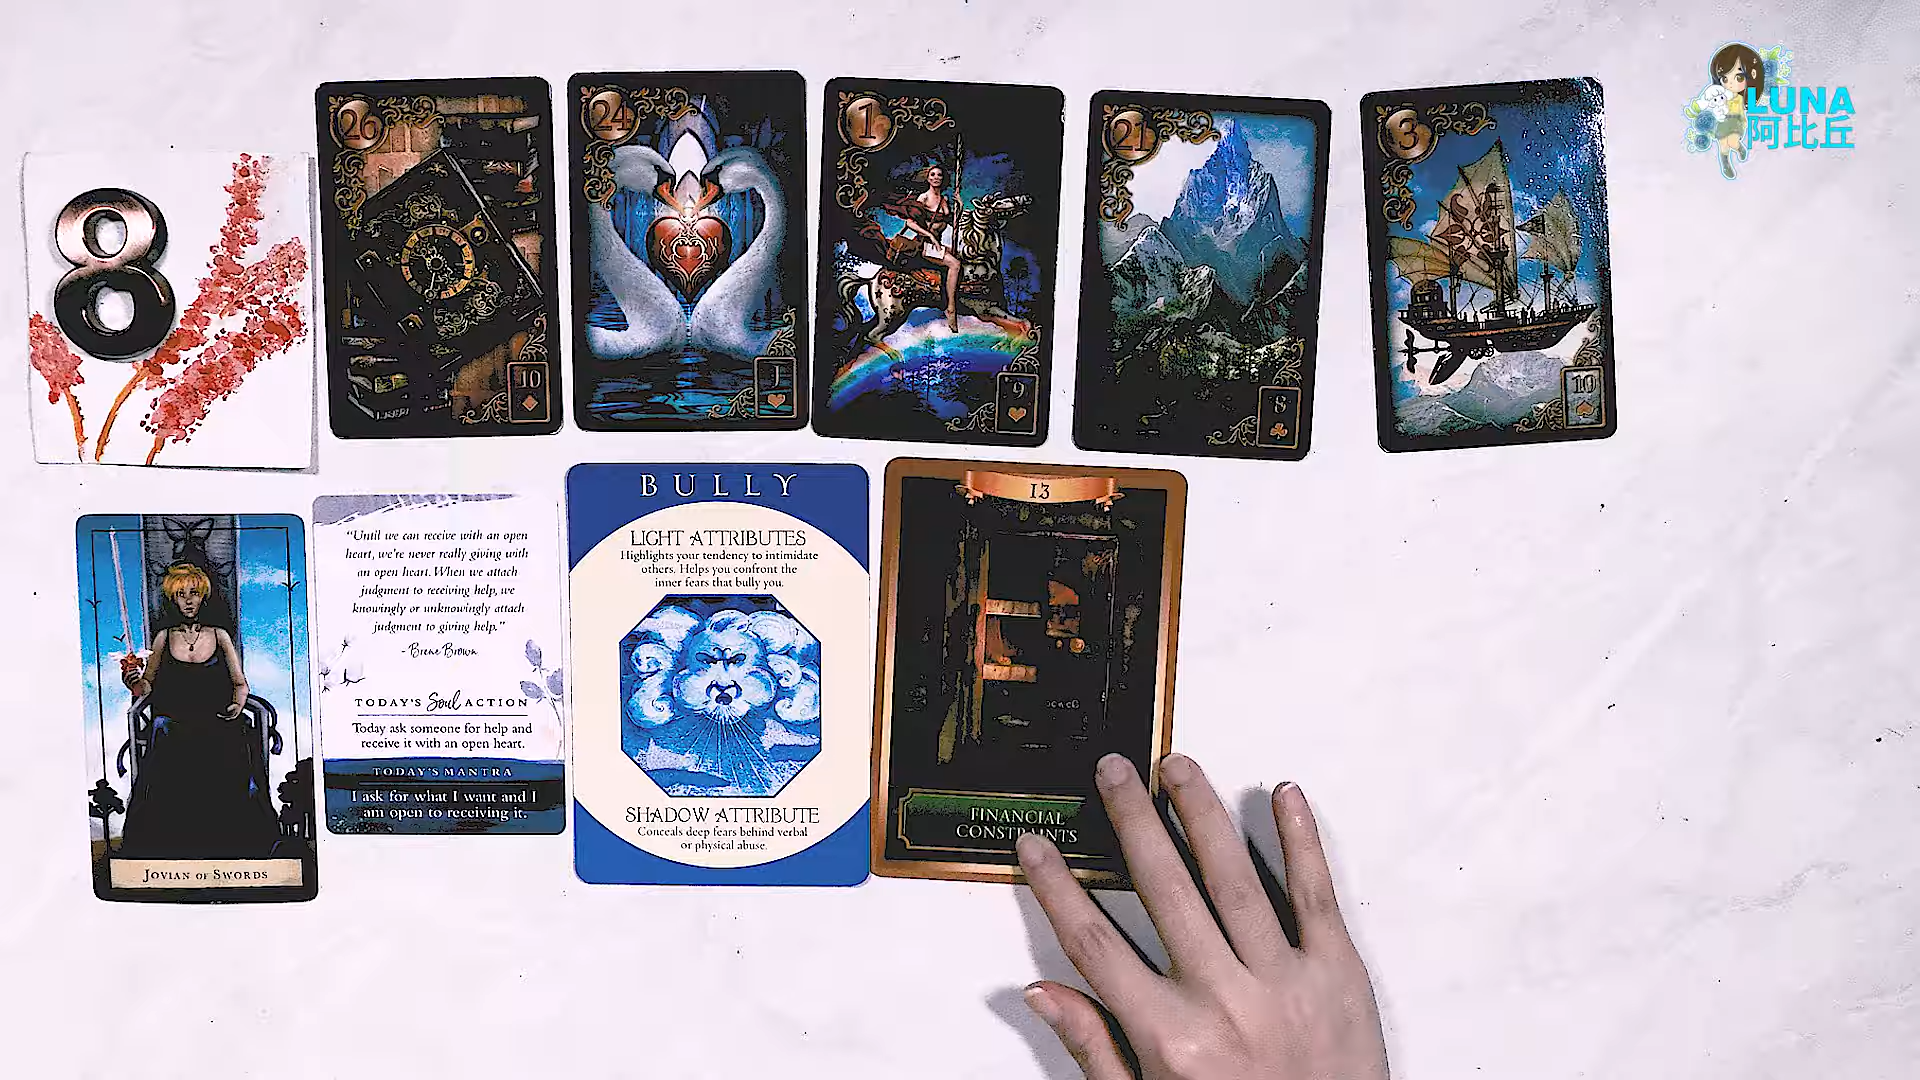 LUNA
阿比丘
8
26
10
24
J
1
9
21
8
3
10
JOVIAN OF SWORDS
"Until we can receive with an open
heart, we're never really giving with
an open heart. When we attach
judgment to receiving help, we
knowingly or unknowingly attach
judgment to giving help."
- Brene Brown
TODAY'S Soul ACTION
Today ask someone for help and
receive it with an open heart.
TODAY'S MANTRA
I ask for what I want and I
am open to receiving it.
BULLY
LIGHT ATTRIBUTES
Highlights your tendency to intimidate
others. Helps you confront the
inner fears that bully you.
SHADOW ATTRIBUTE
Conceals deep fears behind verbal
or physical abuse.
13
FINANCIAL
CONSTRAINTS